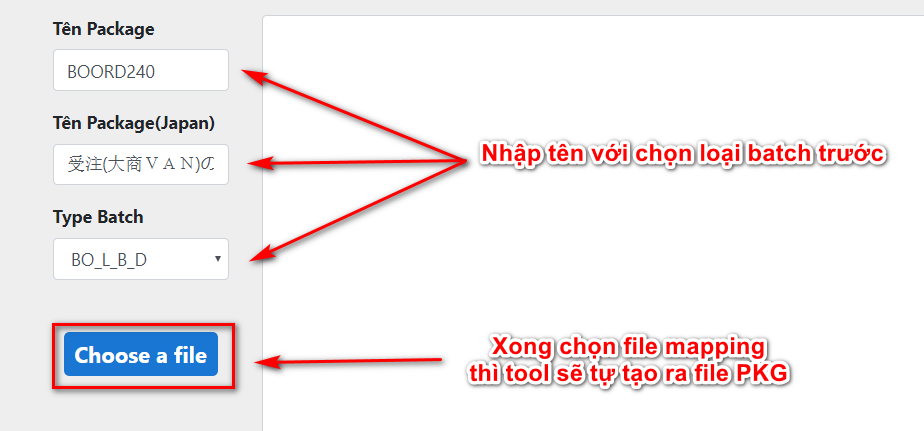 Tên Package
BOORD240
Tên Package(Japan)
受注(大商ＶＡＮ)の
Type Batch
BO_L_B_D
Choose a file
Nhập tên với chọn loại batch trước
Xong chọn file mapping
thì tool sẽ tự tạo ra file PKG